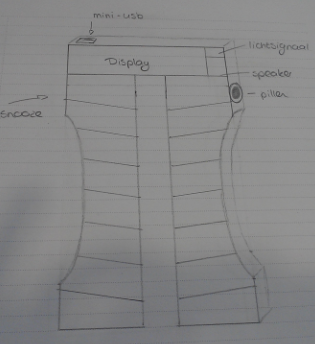 mini-usb
lichtsignaal
Display
speaker
pillen
snooze